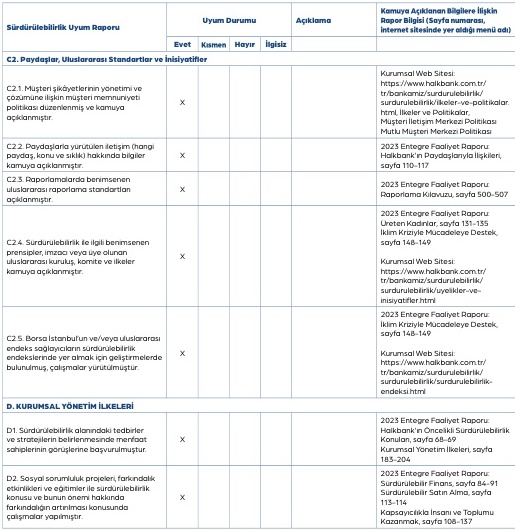 Sürdürülebilirlik Uyum Raporu
Uyum Durumu
Açıklama
Kamuya Açıklanan Bilgilere İlişkin
Rapor Bilgisi (Sayfa numarası,
internet sitesinde yer aldığı menü adı)
Evet
Kısmen
Hayır
İlgisiz
C2. Paydaşlar, Uluslararası Standartlar ve İnisiyatifler
C2.1. Müşteri şikâyetlerinin yönetimi ve
çözümüne ilişkin müşteri memnuniyeti
politikası düzenlenmiş ve kamuya
açıklanmıştır.
X
Kurumsal Web Sitesi:
https://www.halkbank.com.tr/
tr/bankamiz/surdurulebilirlik/
surdurulebilirlik/ilkeler-ve-politikalar.
html, İlkeler ve Politikalar,
Müşteri İletişim Merkezi Politikası
Mutlu Müşteri Merkezi Politikası
C2.2. Paydaşlarla yürütülen iletişim (hangi
paydaş, konu ve sıklık) hakkında bilgiler
kamuya açıklanmıştır.
X
2023 Entegre Faaliyet Raporu:
Halkbank'ın Paydaşlarıyla İlişkileri,
sayfa 110-117
C2.3. Raporlamalarda benimsenen
uluslararası raporlama standartları
açıklanmıştır.
X
2023 Entegre Faaliyet Raporu:
Raporlama Kılavuzu, sayfa 500-507
C2.4. Sürdürülebilirlik ile ilgili benimsenen
prensipler, imzacı veya üye olunan
uluslararası kuruluş, komite ve ilkeler
kamuya açıklanmıştır.
X
2023 Entegre Faaliyet Raporu:
Üreten Kadınlar, sayfa 131-135
İklim Kriziyle Mücadeleye Destek,
sayfa 148-149
Kurumsal Web Sitesi:
https://www.halkbank.com.tr/
tr/bankamiz/surdurulebilirlik/
surdurulebilirlik/uyelikler-ve-
inisiyatifler.html
C2.5. Borsa İstanbul'un ve/veya uluslararası
endeks sağlayıcıların sürdürülebilirlik
endekslerinde yer almak için geliştirmelerde
bulunulmuş, çalışmalar yürütülmüştür.
X
2023 Entegre Faaliyet Raporu:
İklim Kriziyle Mücadeleye Destek,
sayfa 148-149
Kurumsal Web Sitesi:
https://www.halkbank.com.tr/
tr/bankamiz/surdurulebilirlik/
surdurulebilirlik/surdurulebilirlik-
endeksi.html
D. KURUMSAL YÖNETİM İLKELERİ
D1. Sürdürülebilirlik alanındaki tedbirler
ve stratejilerin belirlenmesinde menfaat
sahiplerinin görüşlerine başvurulmuştur.
X
2023 Entegre Faaliyet Raporu:
Halkbank'ın Öncelikli Sürdürülebilirlik
Konuları, sayfa 68-69
Kurumsal Yönetim İlkeleri, sayfa
183-204
D2. Sosyal sorumluluk projeleri, farkındalık
etkinlikleri ve eğitimler ile sürdürülebilirlik
konusu ve bunun önemi hakkında
farkındalığın artırılması konusunda
çalışmalar yapılmıştır.
X
2023 Entegre Faaliyet Raporu:
Sürdürülebilir Finans, sayfa 84-91
Sürdürülebilir Satın Alma, sayfa
113-114
Kapsayıcılıkla İnsanı ve Toplumu
Kazanmak, sayfa 108-137